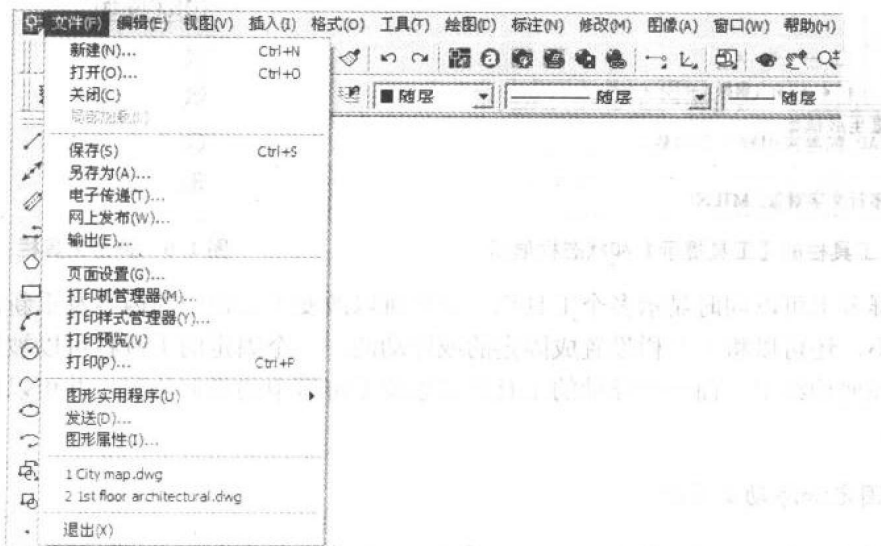 文件(F) 编辑(E) 视图(V) 插入(I) 格式(O) 工具(T) 绘图(D) 标注(N) 修改(M) 图像(A) 窗口(W) 帮助(H)
新建(N)... Ctrl+N
打开(O)... Ctrl+O
关闭(C)
随层 随层 随层
保存(S) Ctrl+S
另存为(A)...
电子传递(T)...
网上发布(W)...
输出(E)...
页面设置(G)...
打印机管理器(M)...
打印样式管理器(Y)...
打印预览(V)
打印(P)... Ctrl+P
图形实用程序(U)
发送(D)...
图形属性(I)...
1 City map.dwg
2 1st floor architectural.dwg
退出(X)